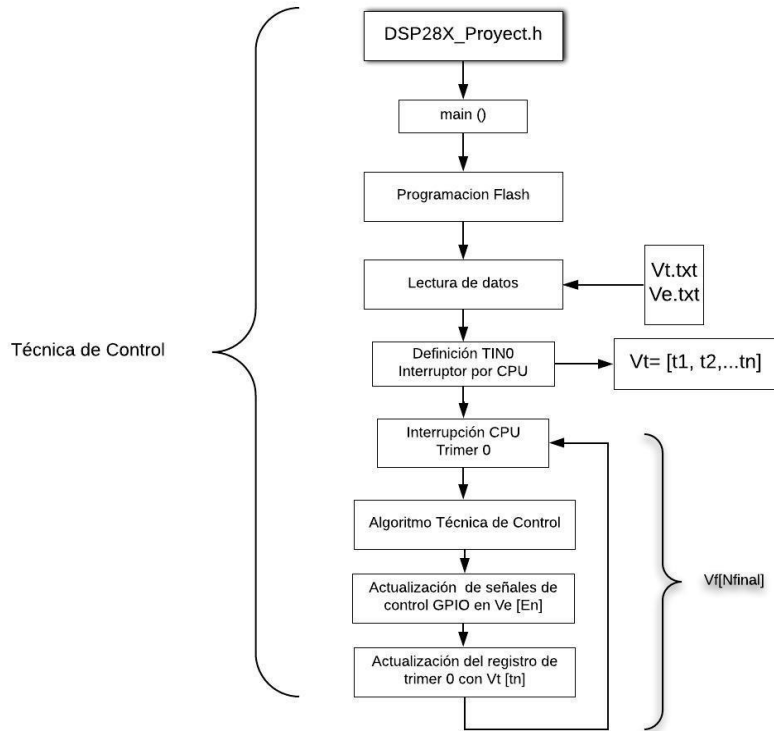 DSP28X_Proyect.h
main ()
Programacion Flash
Lectura de datos
Vt.txt
Ve.txt
Técnica de Control
Definición TIN0
Interruptor por CPU
Vt= [t1, t2,...tn]
Interrupción CPU
Trimer 0
Algoritmo Técnica de Control
Actualización de señales de
control GPIO en Ve [En]
Vf[Nfinal]
Actualización del registro de
trimer 0 con Vt [tn]